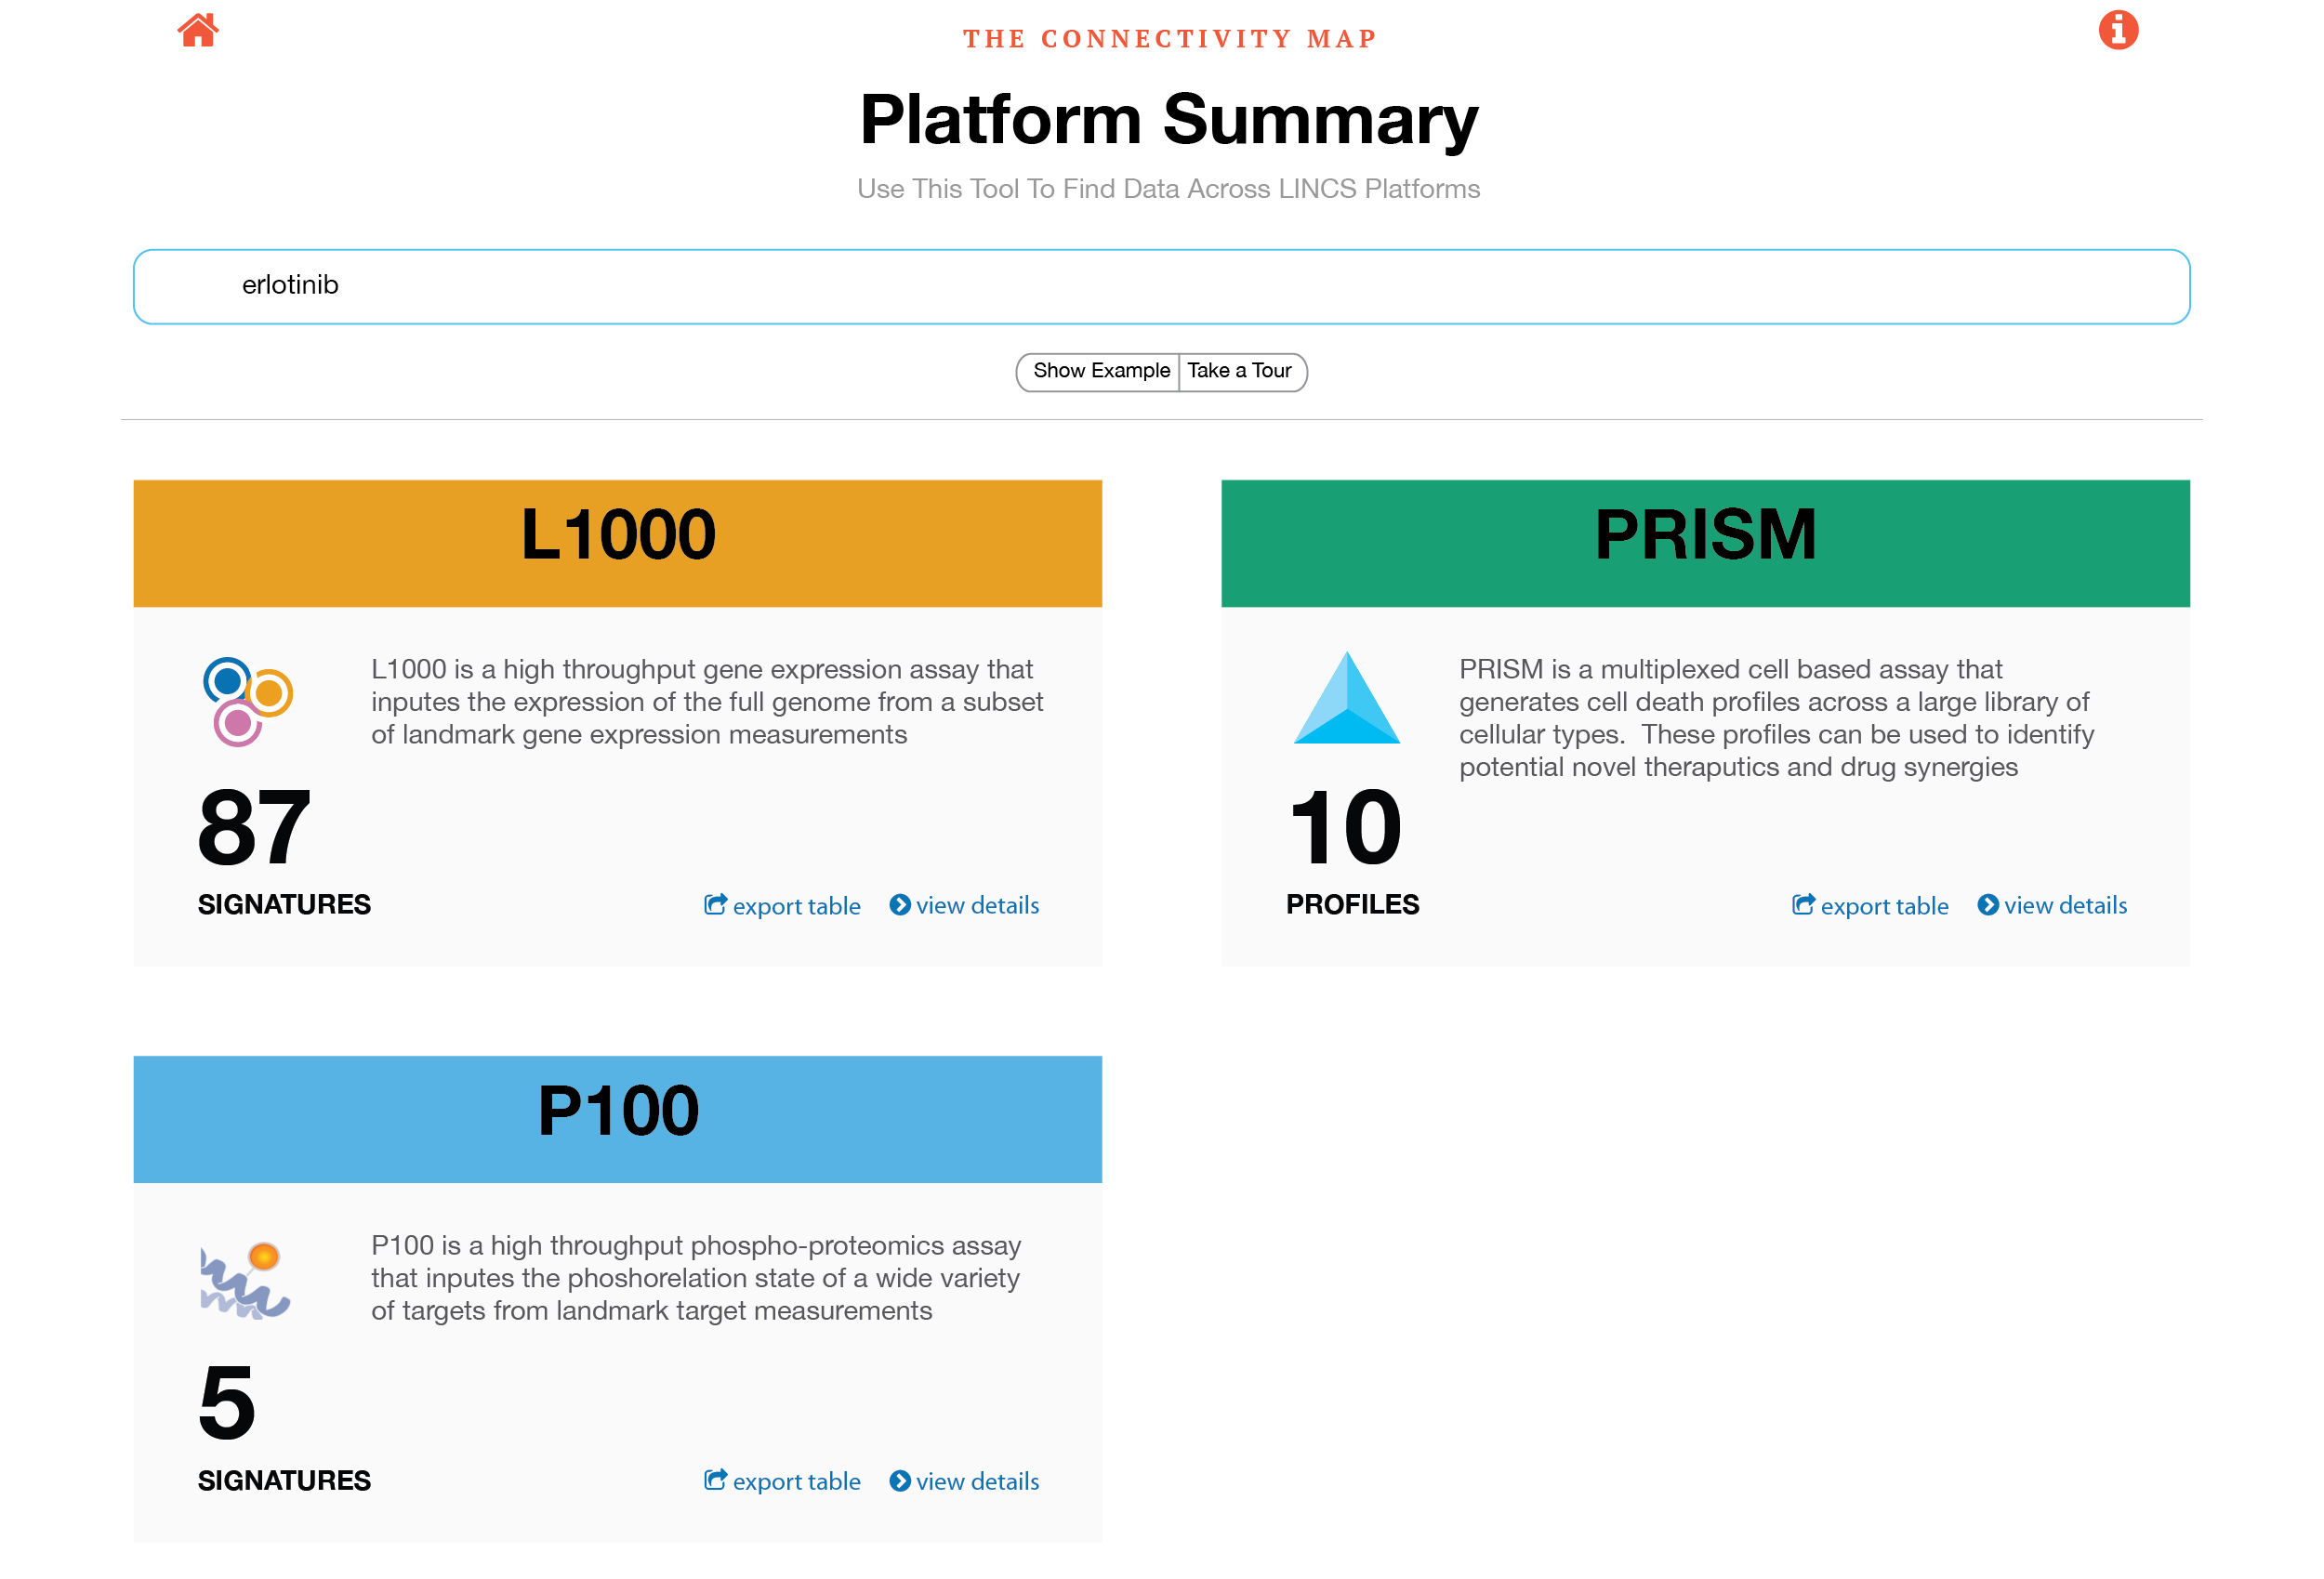 THE CONNECTIVITY MAP
Platform Summary
Use This Tool To Find Data Across LINCS Platforms
erlotinib
Show Example Take a Tour
L1000
L1000 is a high throughput gene expression assay that
inputes the expression of the full genome from a subset
of landmark gene expression measurements
87
SIGNATURES
export table view details
PRISM
PRISM is a multiplexed cell based assay that
generates cell death profiles across a large library of
cellular types.  These profiles can be used to identify
potential novel theraputics and drug synergies
10
PROFILES
export table view details
P100
P100 is a high throughput phospho-proteomics assay
that inputes the phoshorelation state of a wide variety
of targets from landmark target measurements
5
SIGNATURES
export table view details